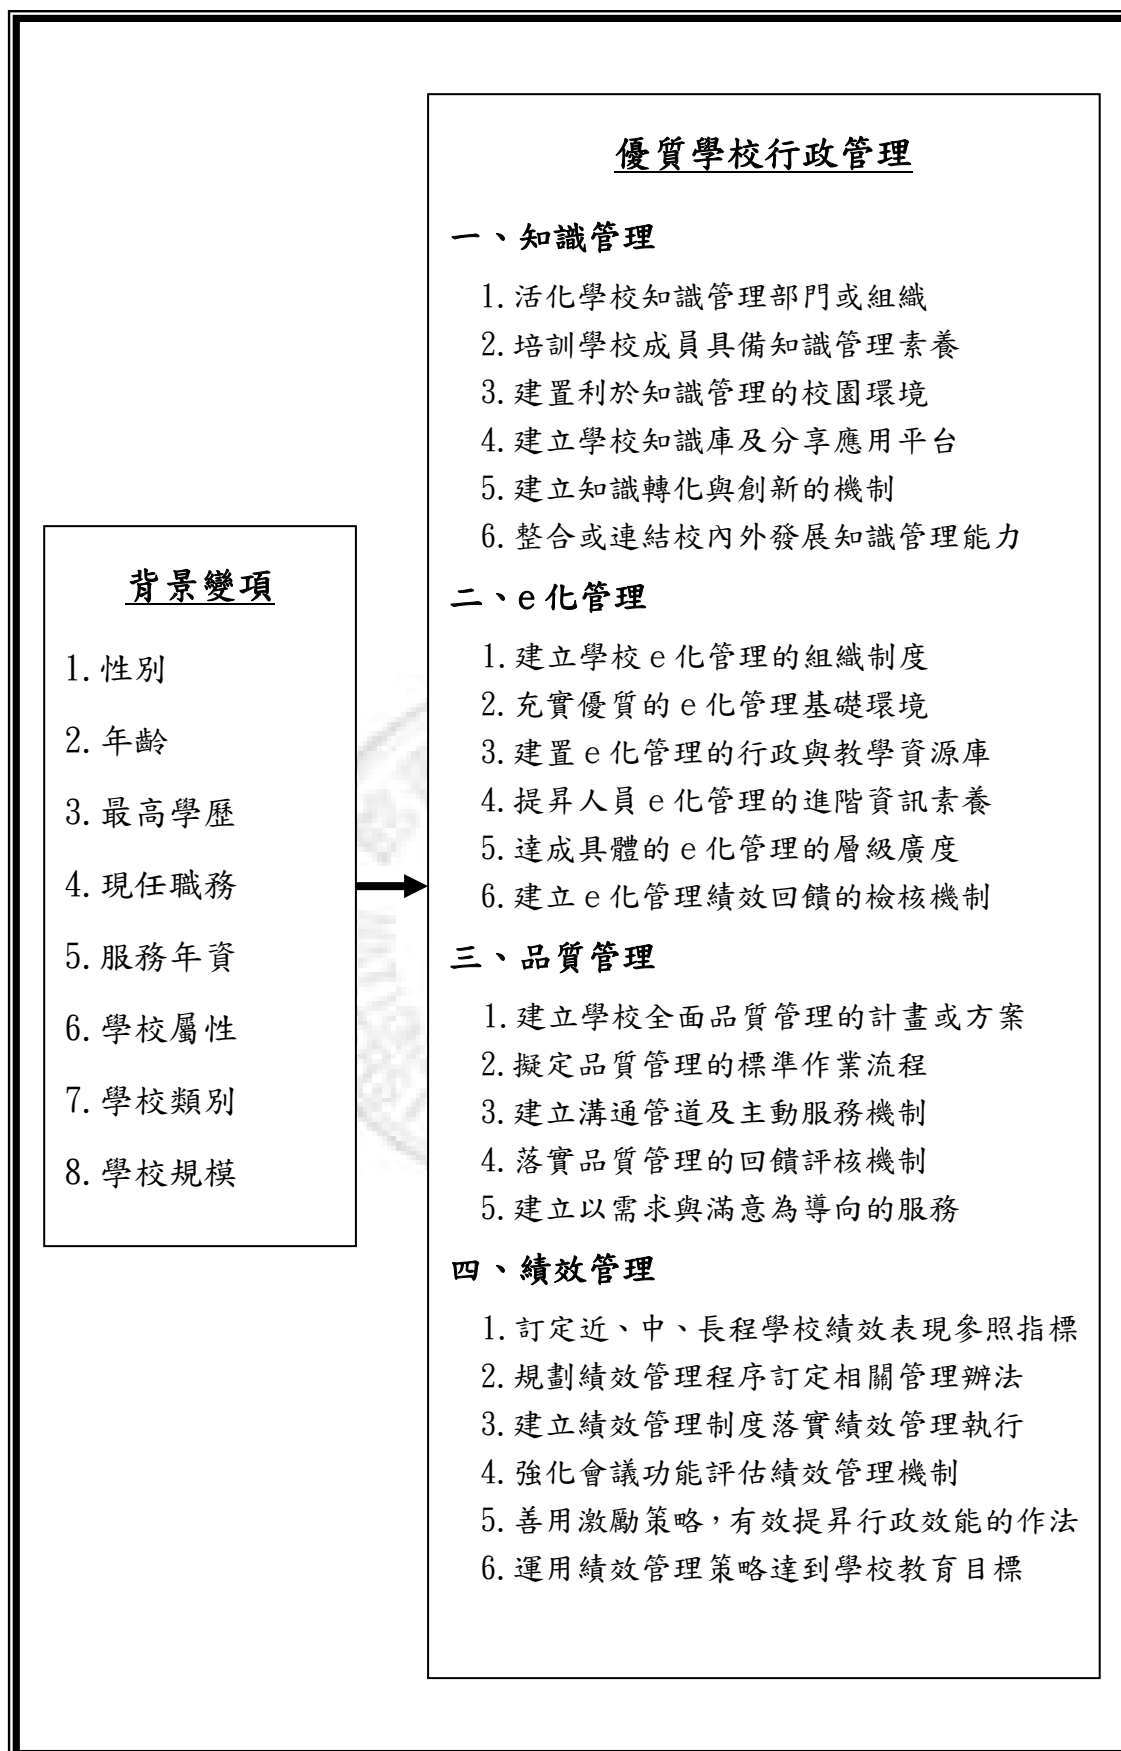 優質學校行政管理
一、知識管理
1.活化學校知識管理部門或組織
2.培訓學校成員具備知識管理素養
3.建置利於知識管理的校園環境
4.建立學校知識庫及分享應用平台
5.建立知識轉化與創新的機制
6.整合或連結校內外發展知識管理能力
二、e化管理
1.建立學校e化管理的組織制度
2.充實優質的e化管理基礎環境
3.建置e化管理的行政與教學資源庫
4.提昇人員e化管理的進階資訊素養
5.達成具體的e化管理的層級廣度
6.建立e化管理績效回饋的檢核機制
三、品質管理
1.建立學校全面品質管理的計畫或方案
2.擬定品質管理的標準作業流程
3.建立溝通管道及主動服務機制
4.落實品質管理的回饋評核機制
5.建立以需求與滿意為導向的服務
四、績效管理
1.訂定近、中、長程學校績效表現參照指標
2.規劃績效管理程序訂定相關管理辦法
3.建立績效管理制度落實績效管理執行
4.強化會議功能評估績效管理機制
5.善用激勵策略，有效提昇行政效能的作法
6.運用績效管理策略達到學校教育目標
背景變項
1.性別
2.年齡
3.最高學歷
4.現任職務
5.服務年資
6.學校屬性
7.學校類別
8.學校規模